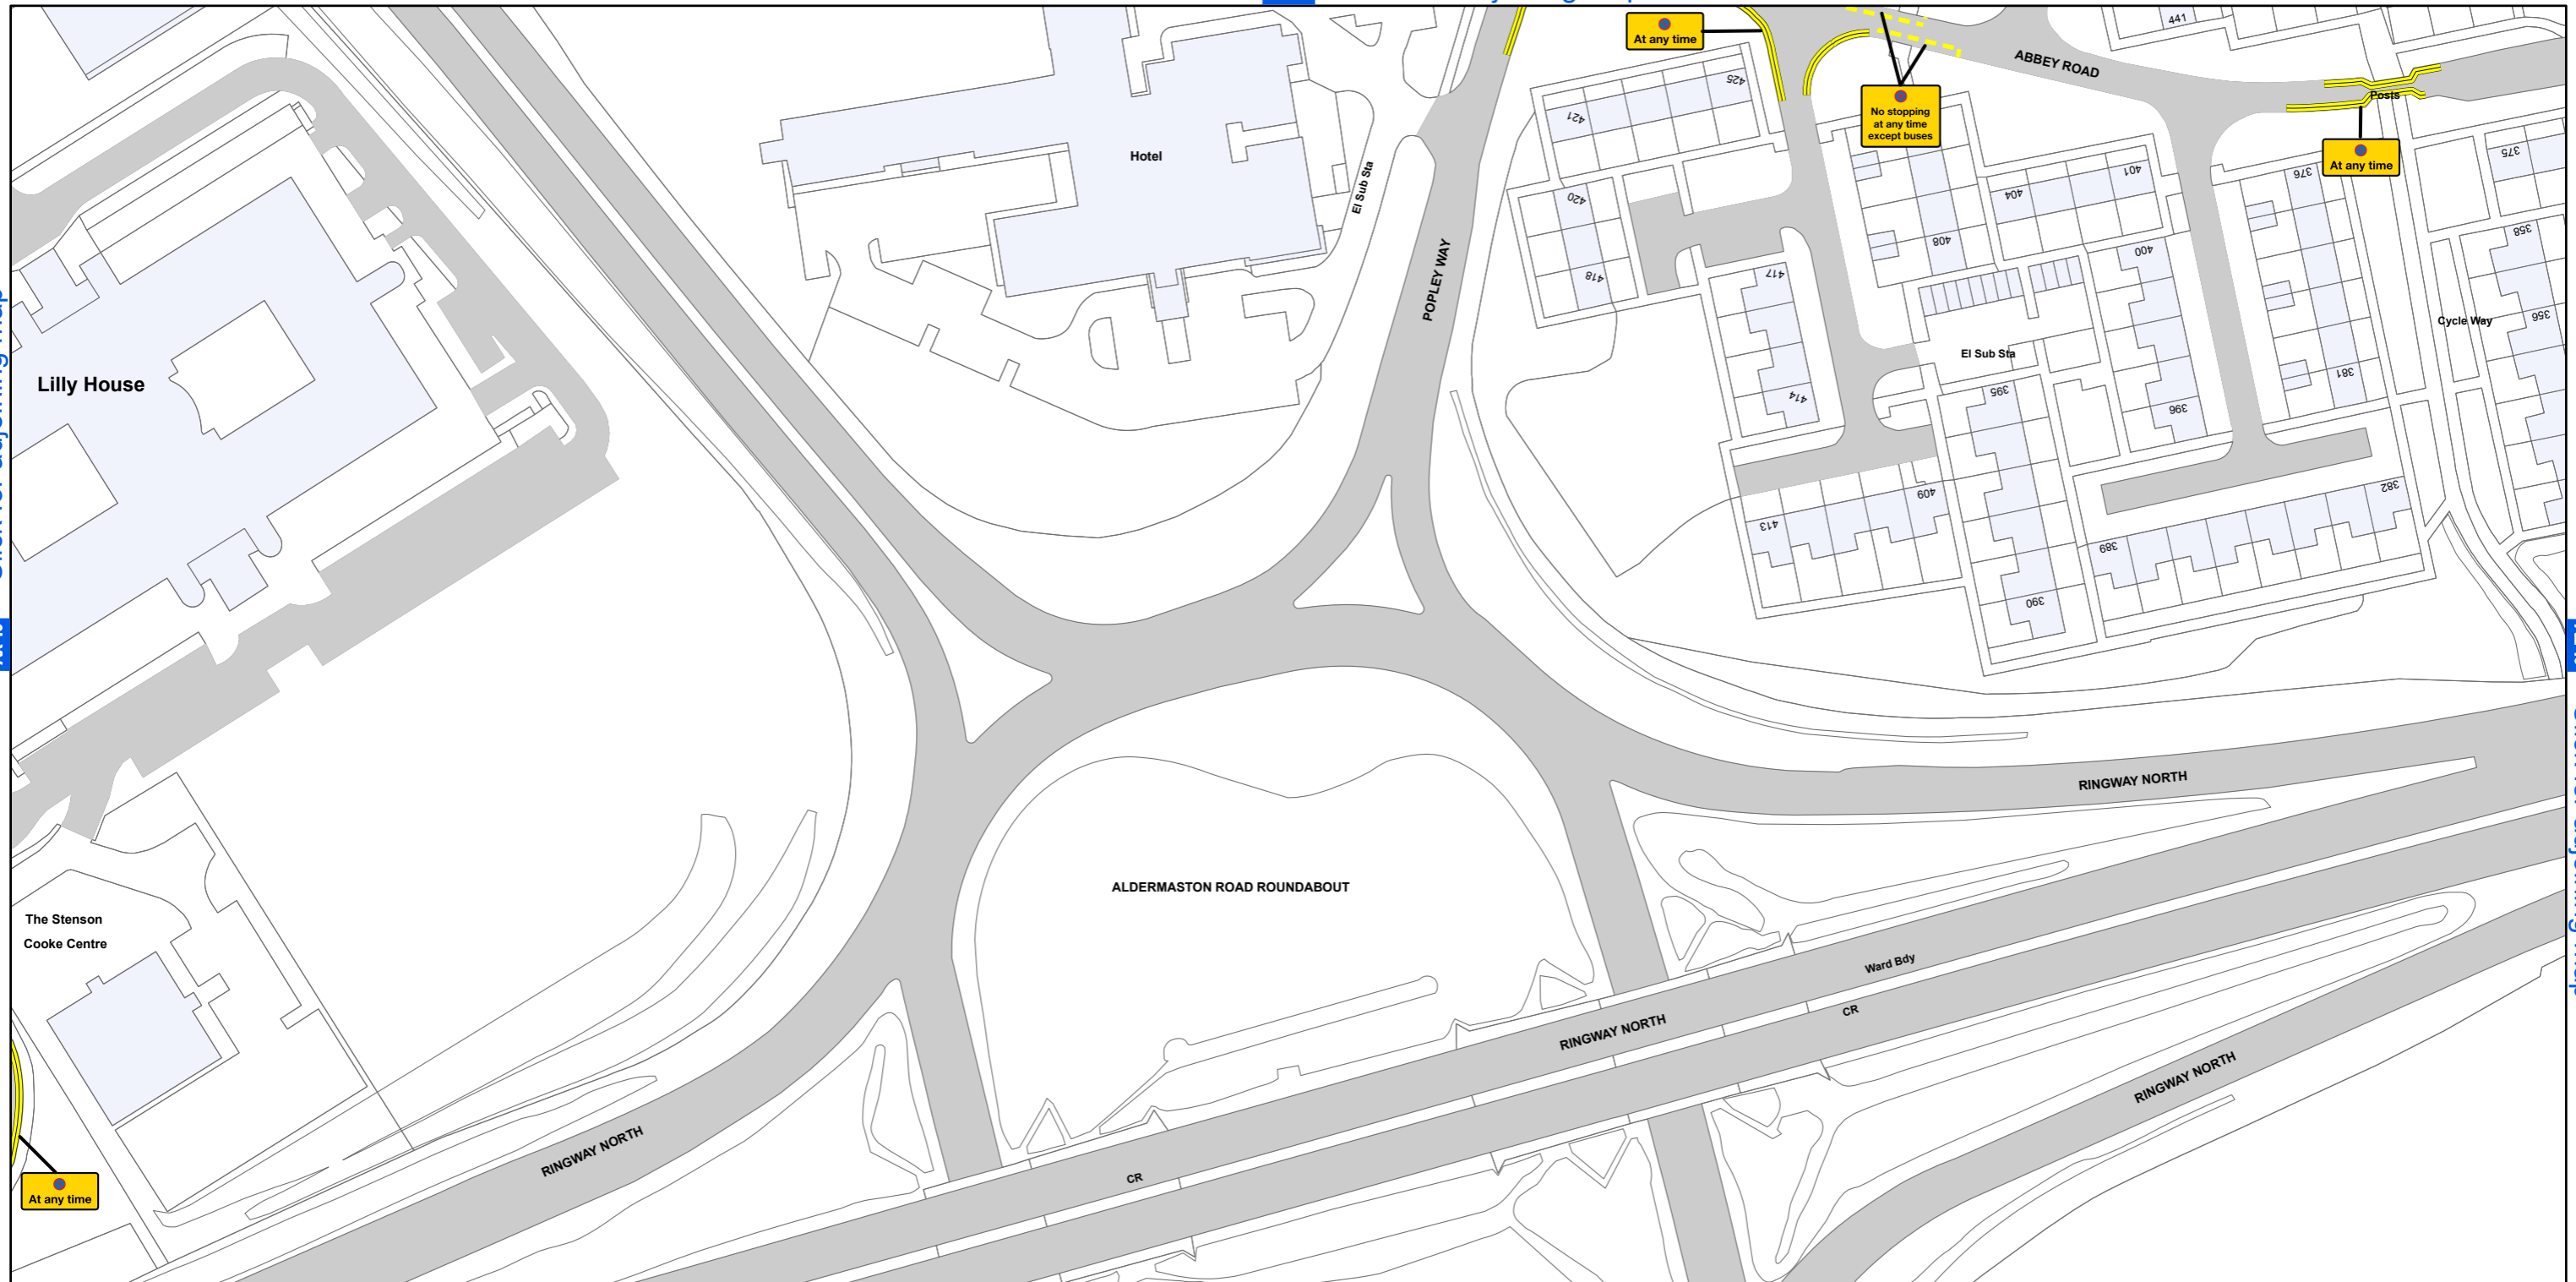 At any time
441
ABBEY ROAD
425
421
No stopping
at any time
except buses
Posts
At any time
Hotel
El Sub Sta
420
418
POPLEY WAY
408
404
401
400
376
375
358
356
Cycle Way
417
414
El Sub Sta
395
396
381
382
Lilly House
413
409
389
390
RINGWAY NORTH
ALDERMASTON ROAD ROUNDABOUT
The Stenson
Cooke Centre
Ward Bdy
CR
RINGWAY NORTH
RINGWAY NORTH
RINGWAY NORTH
CR
At any time